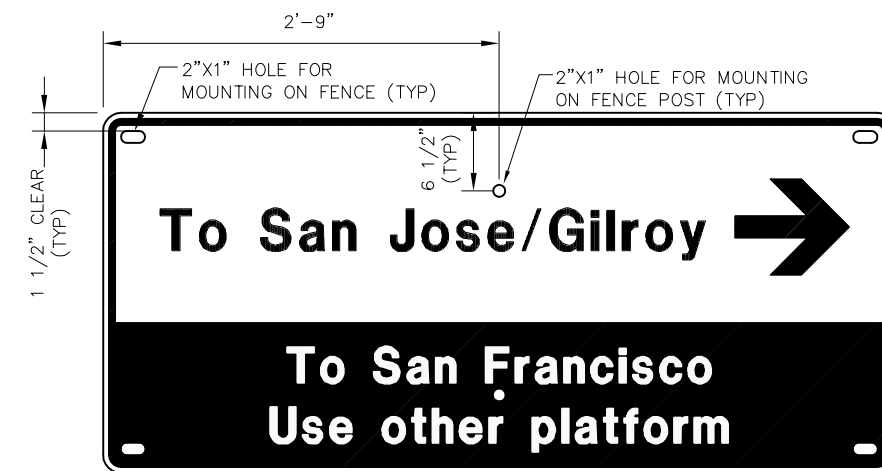 2'-9"
2"X1" HOLE FOR
MOUNTING ON FENCE (TYP)
2"X1" HOLE FOR MOUNTING
ON FENCE POST (TYP)
6 1/2"
(TYP)
1 1/2" CLEAR
(TYP)
To San Jose/Gilroy
To San Francisco
Use other platform